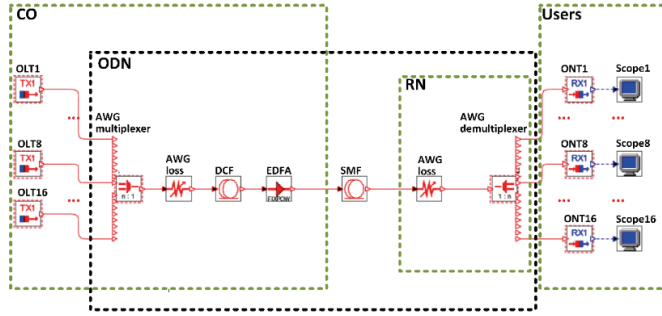 CO
Users
ODN
OLT1
TX1
...
AWG
multiplexer
OLT8
TX1
...
OLT16
TX1
n : 1
AWG
loss
DCF
EDFA
FIXPOW
SMF
RN
AWG
loss
AWG
demultiplexer
1 : n
ONT1
RX1
Scope1
...
...
ONT8
RX1
Scope8
...
...
ONT16
RX1
Scope16